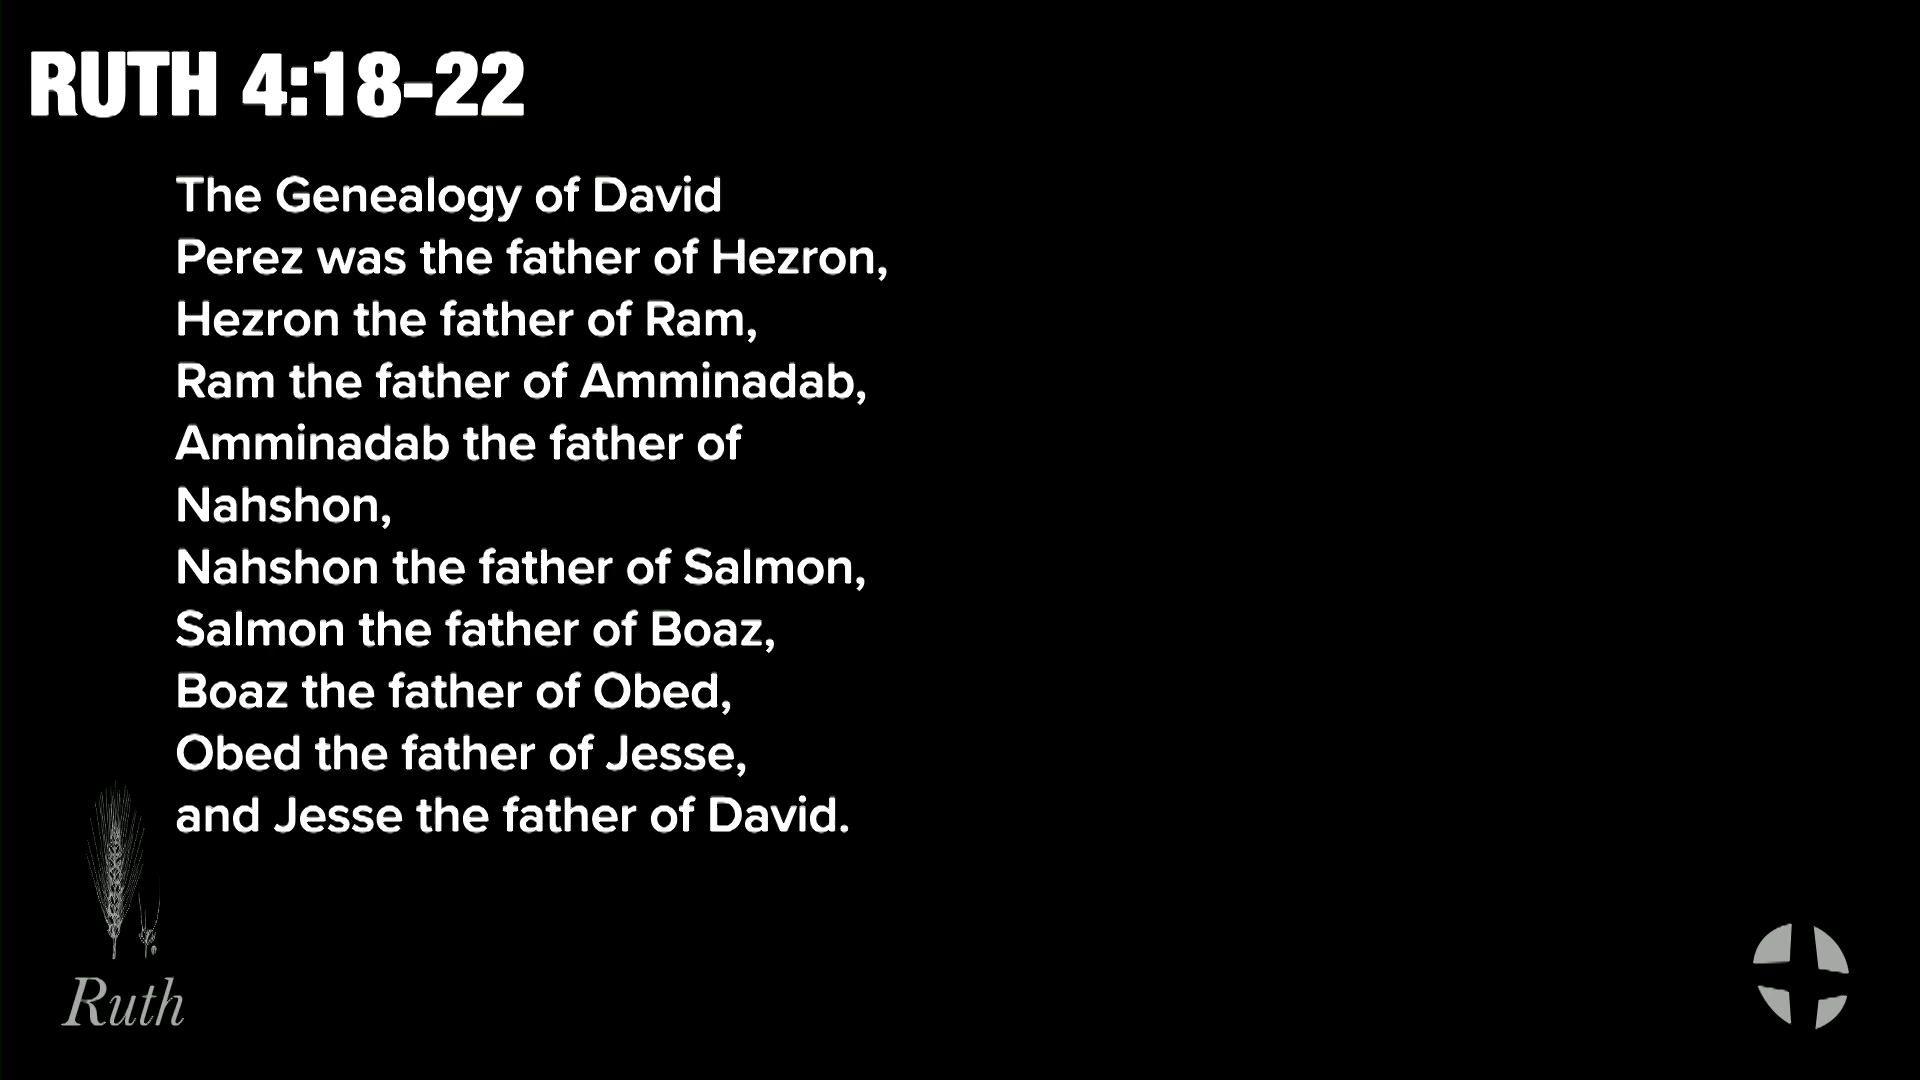 RUTH 4:18-22
The Genealogy of David
Perez was the father of Hezron,
Hezron the father of Ram,
Ram the father of Amminadab,
Amminadab the father of
Nahshon,
Nahshon the father of Salmon,
Salmon the father of Boaz,
Boaz the father of Obed,
Obed the father of Jesse,
and Jesse the father of David.
Ruth